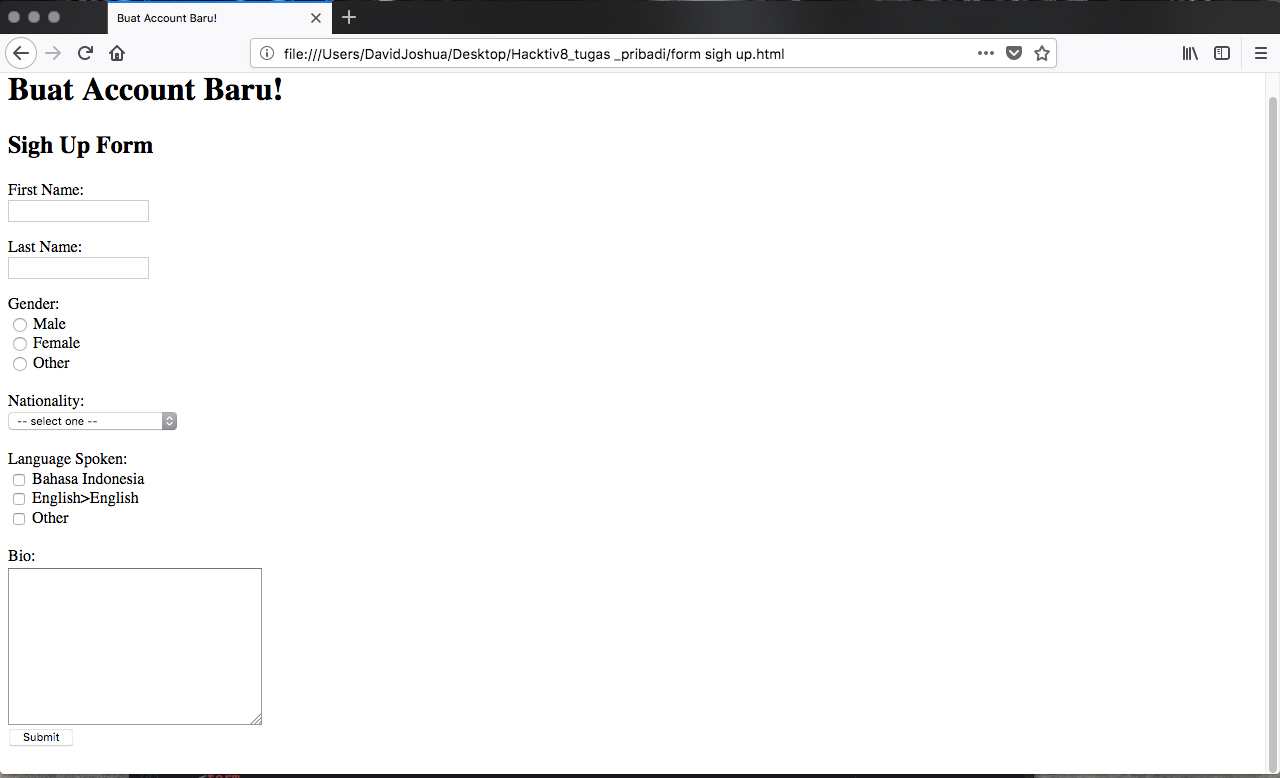 Buat Account Baru!
file:///Users/DavidJoshua/Desktop/Hacktiv8_tugas _pribadi/form sigh up.html
Buat Account Baru!
Sigh Up Form
First Name:
Last Name:
Gender:
Male
Female
Other
Nationality:
-- select one --
Language Spoken:
Bahasa Indonesia
English>English
Other
Bio:
Submit